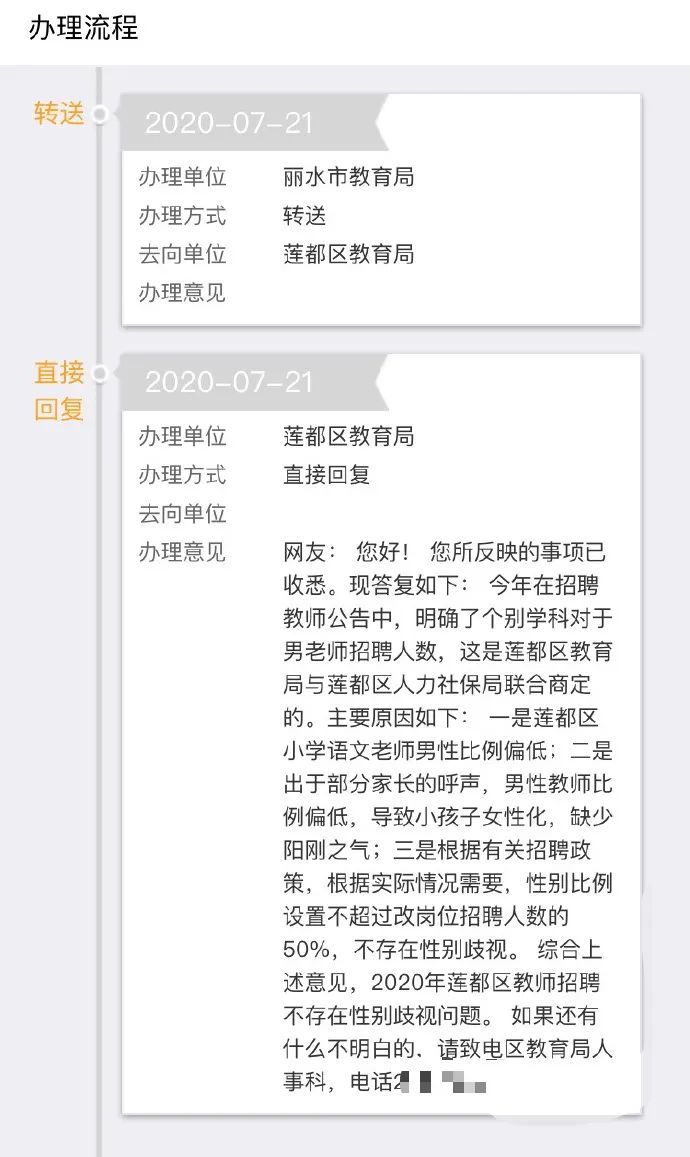 办理流程
转送
2020-07-21
办理单位 丽水市教育局
办理方式 转送
去向单位 莲都区教育局
办理意见
直接
回复
2020-07-21
办理单位 莲都区教育局
办理方式 直接回复
去向单位
办理意见 网友： 您好！ 您所反映的事项已
收悉。现答复如下： 今年在招聘
教师公告中，明确了个别学科对于
男老师招聘人数，这是莲都区教育
局与莲都区人力社保局联合商定
的。主要原因如下： 一是莲都区
小学语文老师男性比例偏低；二是
出于部分家长的呼声，男性教师比
例偏低，导致小孩子女性化，缺少
阳刚之气；三是根据有关招聘政
策，根据实际情况需要，性别比例
设置不超过改岗位招聘人数的
50%，不存在性别歧视。 综合上
述意见，2020年莲都区教师招聘
不存在性别歧视问题。 如果还有
什么不明白的，请致电区教育局人
事科，电话2